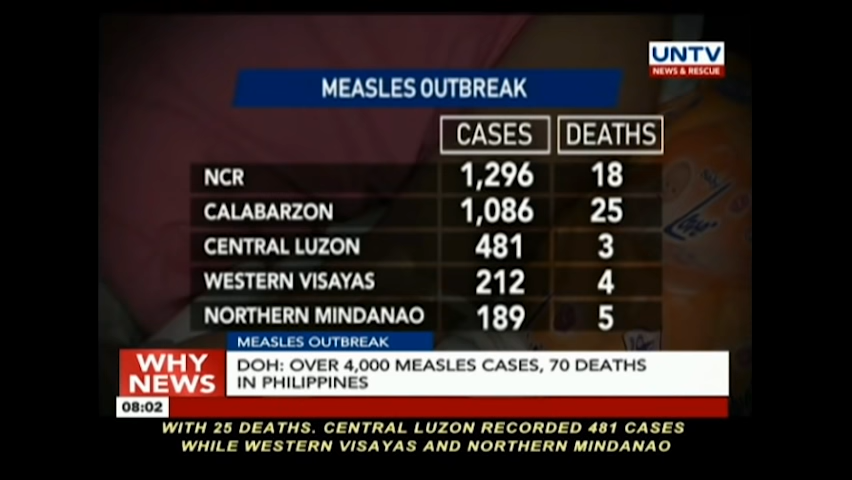 UNTV
NEWS & RESCUE
MEASLES OUTBREAK
CASES DEATHS
NCR 1,296 18
CALABARZON 1,086 25
CENTRAL LUZON 481 3
WESTERN VISAYAS 212 4
NORTHERN MINDANAO 189 5
MEASLES OUTBREAK
WHY NEWS
DOH: OVER 4,000 MEASLES CASES, 70 DEATHS
IN PHILIPPINES
08:02
WITH 25 DEATHS. CENTRAL LUZON RECORDED 481 CASES
WHILE WESTERN VISAYAS AND NORTHERN MINDANAO